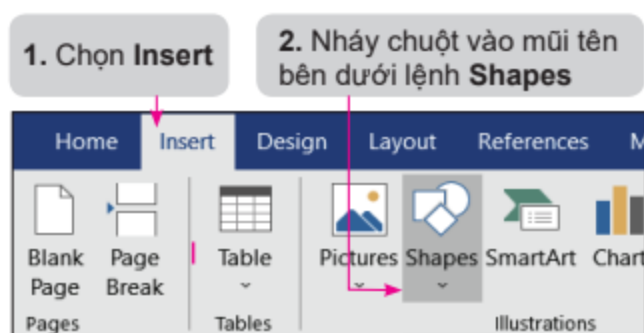 1. Chọn Insert
2. Nháy chuột vào mũi tên
bên dưới lệnh Shapes
Home Insert Design Layout References M
Blank Page Table Pictures Shapes SmartArt Chart
Page Break
Pages Tables Illustrations